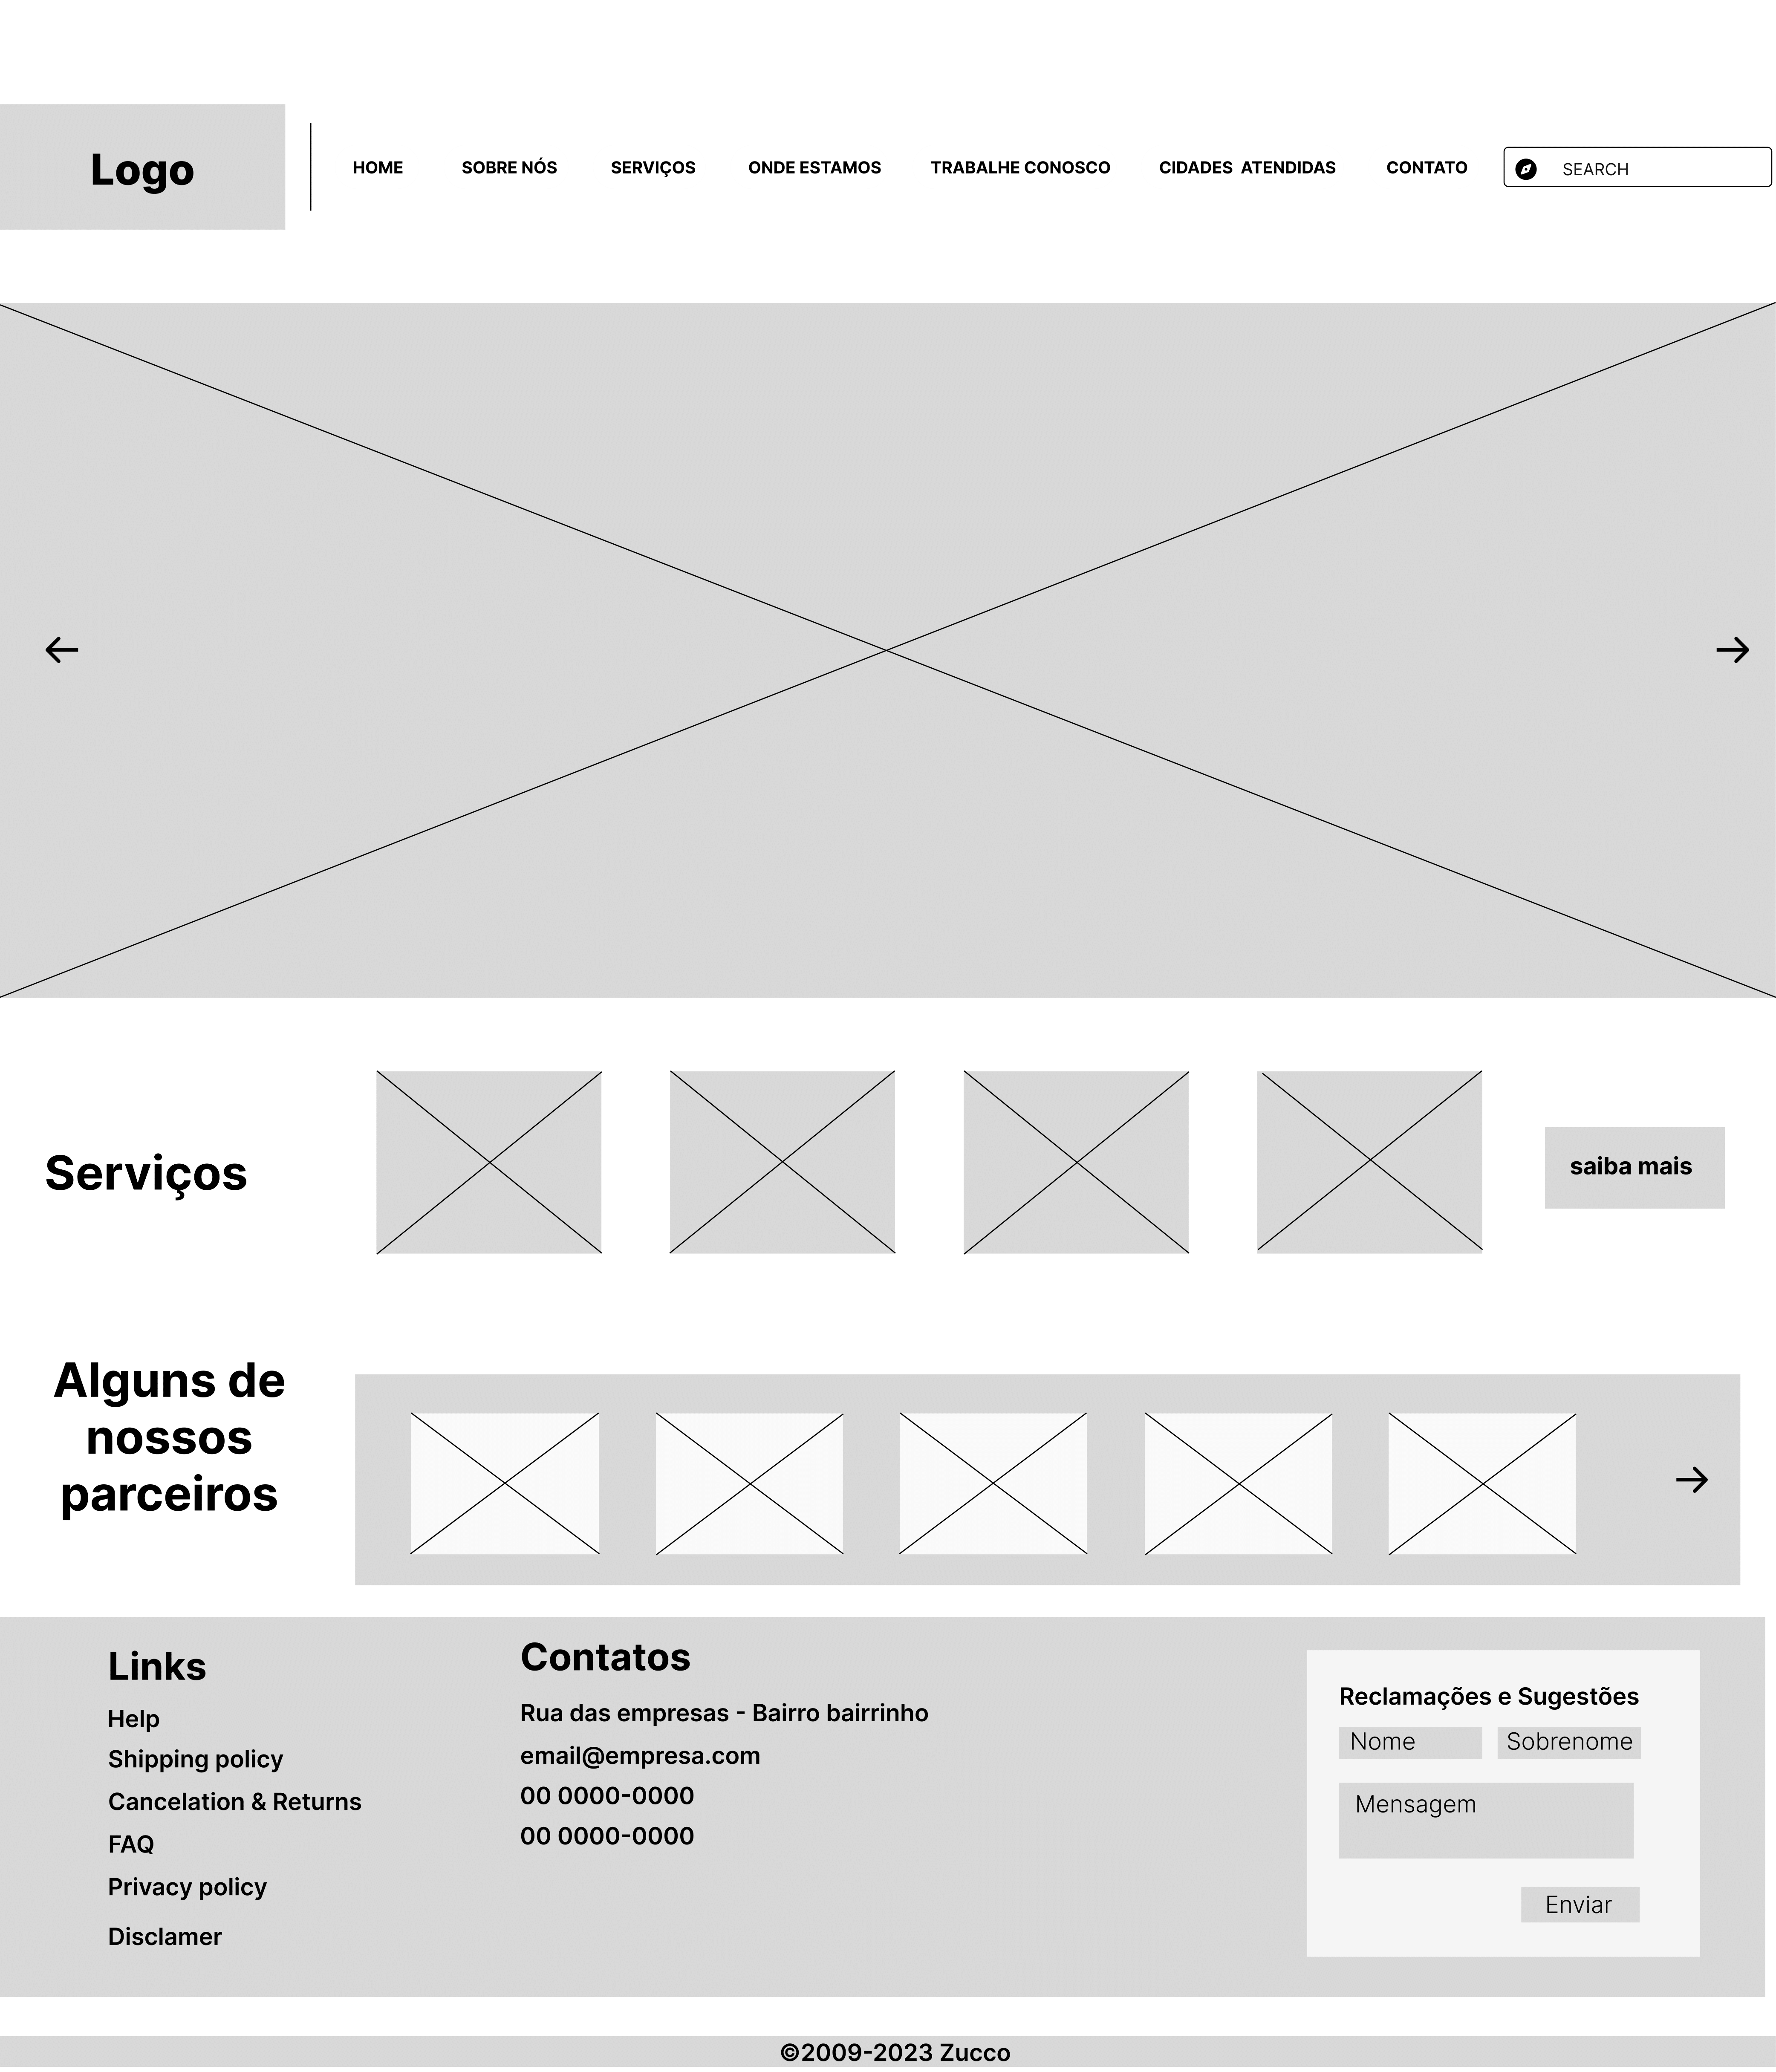 Logo
HOME SOBRE NÓS SERVIÇOS ONDE ESTAMOS TRABALHE CONOSCO CIDADES ATENDIDAS CONTATO SEARCH
Serviços
saiba mais
Alguns de
nossos
parceiros
Links
Help
Shipping policy
Cancelation & Returns
FAQ
Privacy policy
Disclamer
Contatos
Rua das empresas - Bairro bairrinho
email@empresa.com
00 0000-0000
00 0000-0000
Reclamações e Sugestões
Nome Sobrenome
Mensagem
Enviar
©2009-2023 Zucco